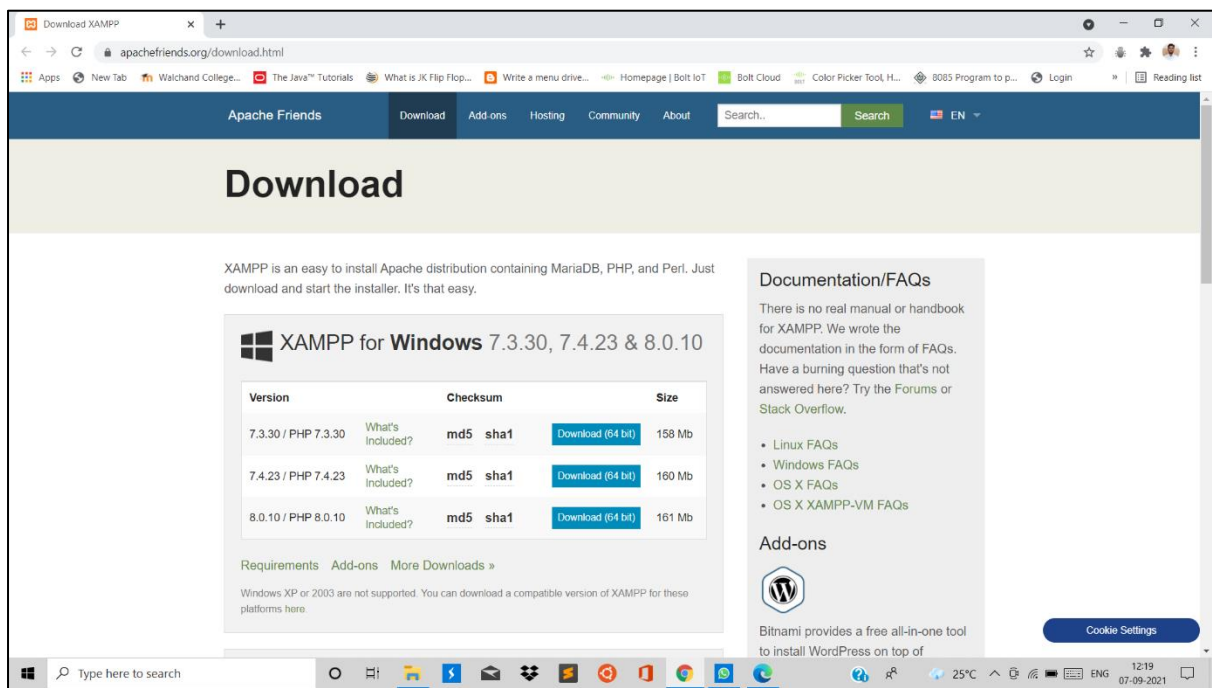 Download XAMPP
apachefriends.org/download.html
Apps New Tab Walchand College... The Java™ Tutorials What is JK Flip Flop... Write a menu drive... Homepage | Bolt IoT Bolt Cloud Color Picker Tool, H... 8085 Program to p... Login » Reading list
Apache Friends Download Add-ons Hosting Community About Search.. Search EN
Download
XAMPP is an easy to install Apache distribution containing MariaDB, PHP, and Perl. Just
download and start the installer. It's that easy.
XAMPP for Windows 7.3.30, 7.4.23 & 8.0.10
Version Checksum Size
7.3.30 / PHP 7.3.30 What's Included? md5 sha1 Download (64 bit) 158 Mb
7.4.23 / PHP 7.4.23 What's Included? md5 sha1 Download (64 bit) 160 Mb
8.0.10 / PHP 8.0.10 What's Included? md5 sha1 Download (64 bit) 161 Mb
Requirements Add-ons More Downloads »
Windows XP or 2003 are not supported. You can download a compatible version of XAMPP for these
platforms here.
Documentation/FAQs
There is no real manual or handbook
for XAMPP. We wrote the
documentation in the form of FAQs.
Have a burning question that's not
answered here? Try the Forums or
Stack Overflow.
• Linux FAQs
• Windows FAQs
• OS X FAQs
• OS X XAMPP-VM FAQs
Add-ons
Bitnami provides a free all-in-one tool
to install WordPress on top of
Cookie Settings
Type here to search
25°C ENG 12:19
07-09-2021